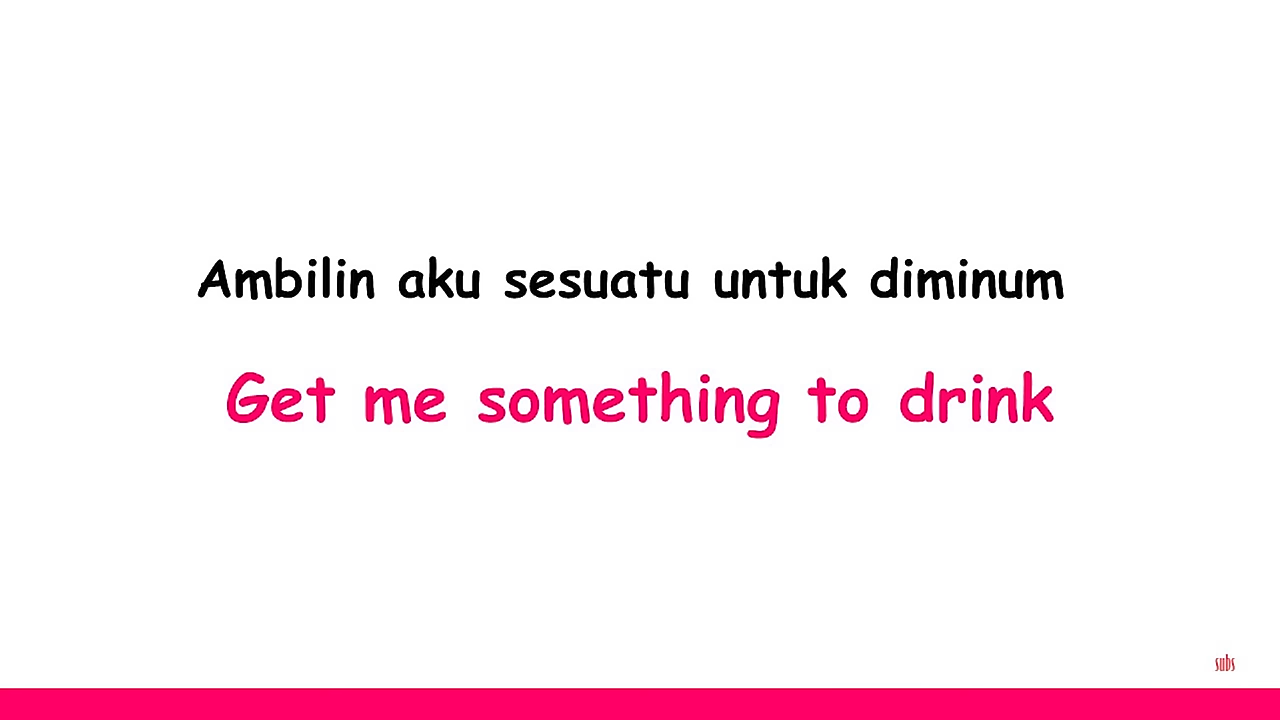 Ambilin aku sesuatu untuk diminum
Get me something to drink
subs